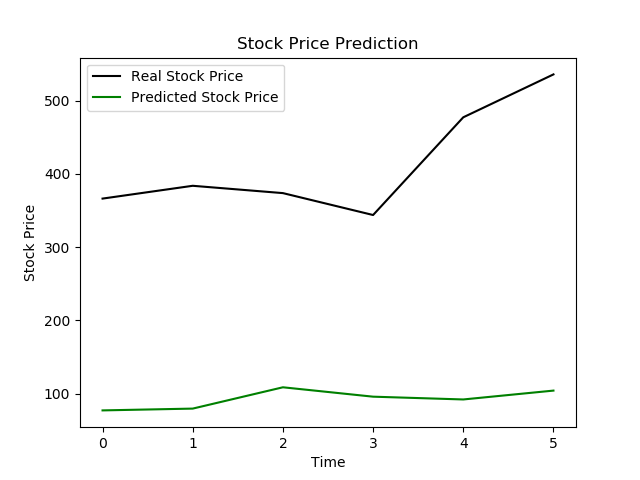 Stock Price Prediction
Real Stock Price
Predicted Stock Price
Stock Price
500
400
300
200
100
0 1 2 3 4 5
Time